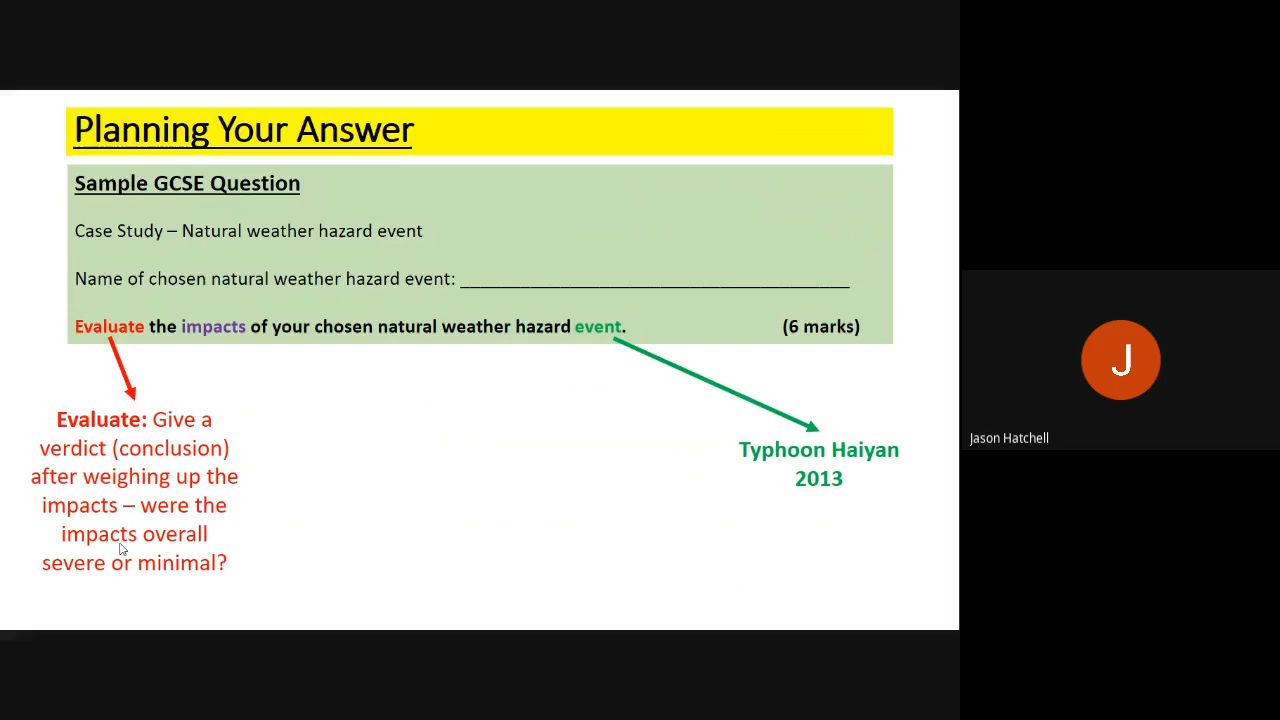 Planning Your Answer
Sample GCSE Question
Case Study – Natural weather hazard event
Name of chosen natural weather hazard event: _______________________________________
Evaluate the impacts of your chosen natural weather hazard event. (6 marks)
Evaluate: Give a
verdict (conclusion)
after weighing up the
impacts – were the
impacts overall
severe or minimal?
Typhoon Haiyan
2013
J
Jason Hatchell